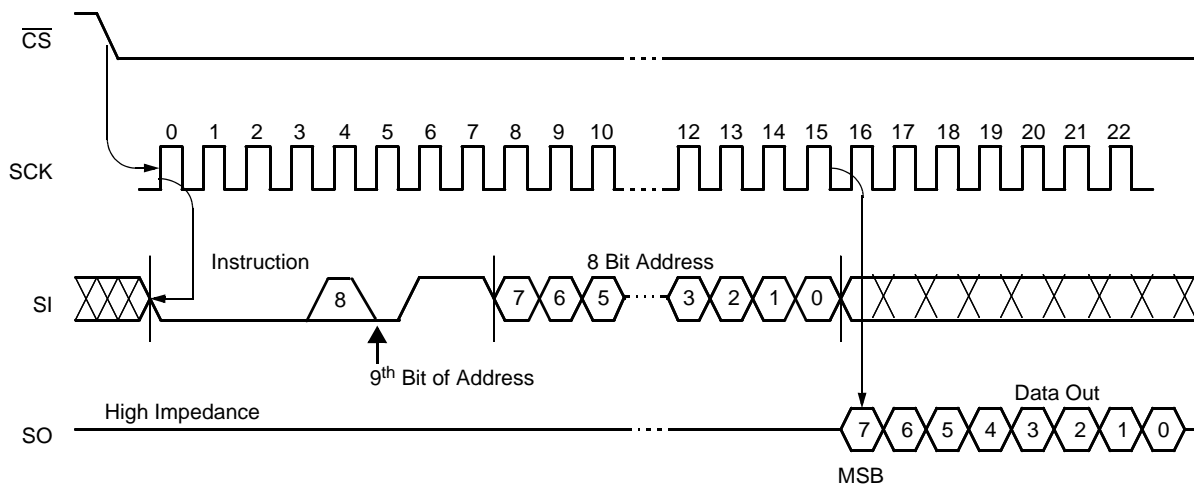 CS
0 1 2 3 4 5 6 7 8 9 10 12 13 14 15 16 17 18 19 20 21 22
SCK
Instruction 8 Bit Address
SI 8 7 6 5 3 2 1 0
9th Bit of Address
High Impedance Data Out
SO 7 6 5 4 3 2 1 0
MSB